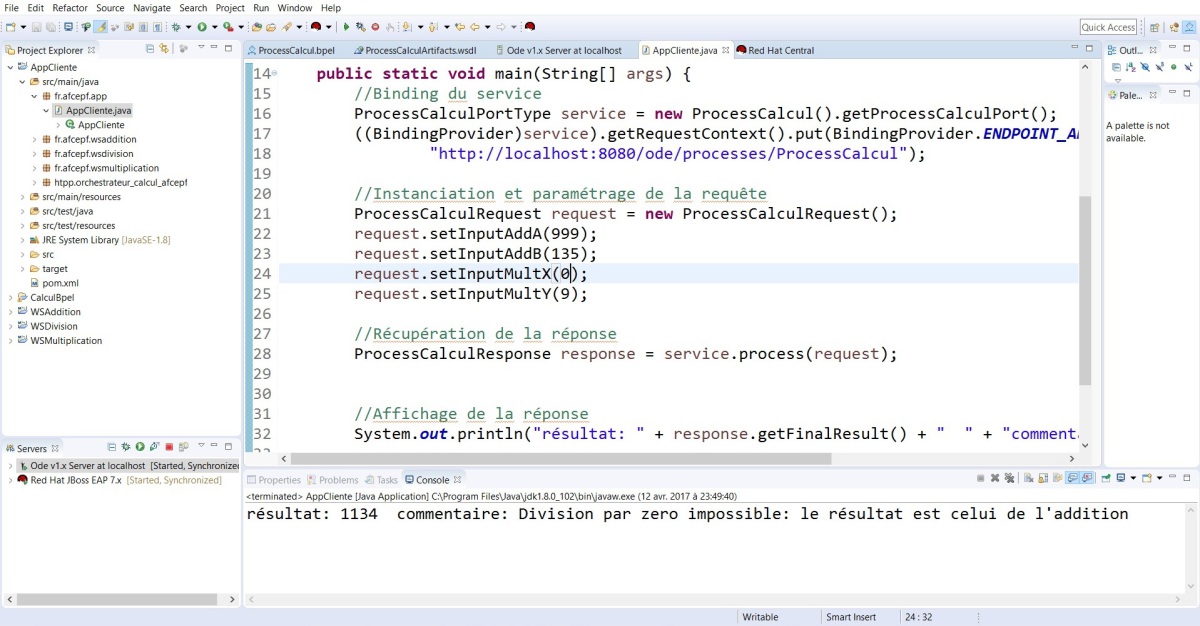 File Edit Refactor Source Navigate Search Project Run Window Help
Quick Access
Project Explorer
AppCliente
src/main/java
fr.afcepf.app
AppCliente.java
AppCliente
fr.afcepf.wsaddition
fr.afcepf.wsdivision
fr.afcepf.wsmultiplication
htpp.orchestrateur_calcul_afcepf
src/main/resources
src/test/java
src/test/resources
JRE System Library [JavaSE-1.8]
src
target
pom.xml
CalculBpel
WSAddition
WSDivision
WSMultiplication
Servers
Ode v1.x Server at localhost [Started, Synchronize
Red Hat JBoss EAP 7.x [Started, Synchronized]
ProcessCalcul.bpel
ProcessCalculArtifacts.wsdl
Ode v1.x Server at localhost
AppCliente.java
Red Hat Central
14 public static void main(String[] args) {
15 //Binding du service
16 ProcessCalculPortType service = new ProcessCalcul().getProcessCalculPort();
17 ((BindingProvider)service).getRequestContext().put(BindingProvider.ENDPOINT_A
18 "http://localhost:8080/ode/processes/ProcessCalcul");
19
20 //Instanciation et paramétrage de la requête
21 ProcessCalculRequest request = new ProcessCalculRequest();
22 request.setInputAddA(999);
23 request.setInputAddB(135);
24 request.setInputMultX(0);
25 request.setInputMultY(9);
26
27 //Récupération de la réponse
28 ProcessCalculResponse response = service.process(request);
29
30
31 //Affichage de la réponse
32 System.out.println("résultat: " + response.getFinalResult() + "  " + "comment
Outl...
Pale...
A palette is not
available.
Properties
Problems
Tasks
Console
<terminated> AppCliente [Java Application] C:\Program Files\Java\jdk1.8.0_102\bin\javaw.exe (12 avr. 2017 à 23:49:40)
résultat: 1134  commentaire: Division par zero impossible: le résultat est celui de l'addition
Writable
Smart Insert
24 : 32